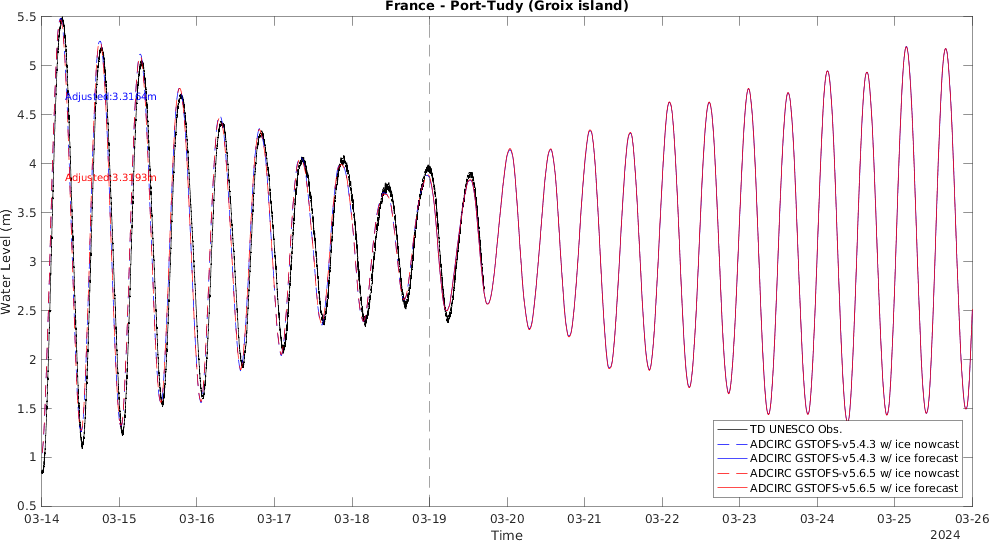 France - Port-Tudy (Groix island)
5.5
5
4.5
4
3.5
3
2.5
2
1.5
1
0.5
Water Level (m)
Adjusted:3.3164m
Adjusted:3.3193m
TD UNESCO Obs.
ADCIRC GSTOFS-v5.4.3 w/ ice nowcast
ADCIRC GSTOFS-v5.4.3 w/ ice forecast
ADCIRC GSTOFS-v5.6.5 w/ ice nowcast
ADCIRC GSTOFS-v5.6.5 w/ ice forecast
03-14 03-15 03-16 03-17 03-18 03-19 03-20 03-21 03-22 03-23 03-24 03-25 03-26
Time
2024